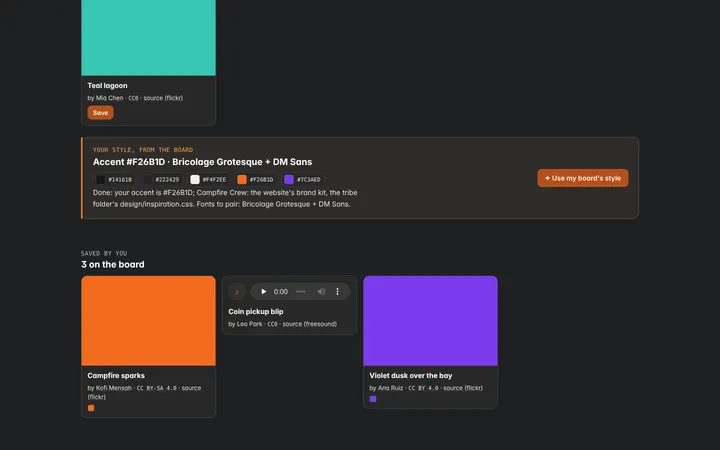 Teal lagoon
by Mia Chen · CC0 · source (flickr)
Save
YOUR STYLE, FROM THE BOARD
Accent #F26B1D · Bricolage Grotesque + DM Sans
#14161B #222429 #F4F2EE #F26B1D #7C3AED
Done: your accent is #F26B1D; Campfire Crew: the website's brand kit, the tribe
folder's design/inspiration.css. Fonts to pair: Bricolage Grotesque + DM Sans.
✦ Use my board's style
SAVED BY YOU
3 on the board
Campfire sparks
by Kofi Mensah · CC BY-SA 4.0 · source
(flickr)
♪ 0:00
Coin pickup blip
by Leo Park · CC0 · source (freesound)
Violet dusk over the bay
by Ana Ruiz · CC BY 4.0 · source (flickr)